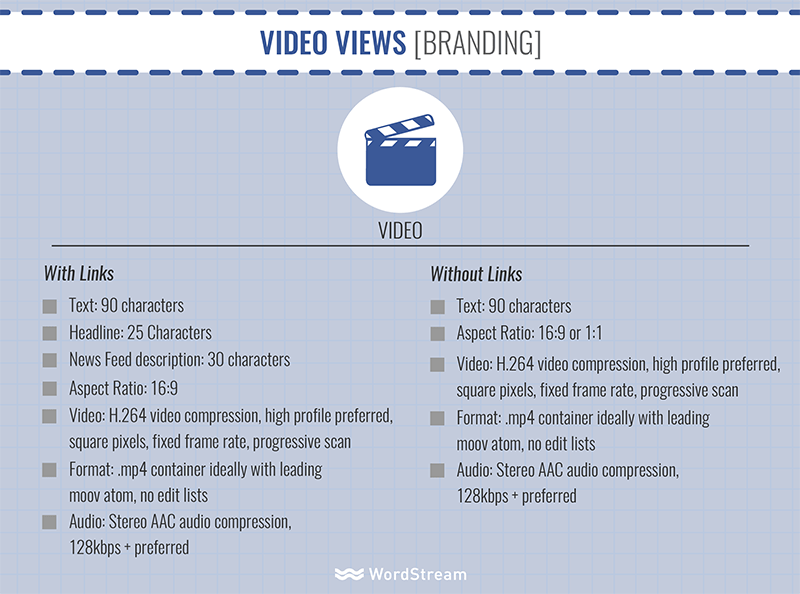 VIDEO VIEWS [BRANDING]
VIDEO
With Links
Text: 90 characters
Headline: 25 Characters
News Feed description: 30 characters
Aspect Ratio: 16:9
Video: H.264 video compression, high profile preferred,
square pixels, fixed frame rate, progressive scan
Format: .mp4 container ideally with leading
moov atom, no edit lists
Audio: Stereo AAC audio compression,
128kbps + preferred
Without Links
Text: 90 characters
Aspect Ratio: 16:9 or 1:1
Video: H.264 video compression, high profile preferred,
square pixels, fixed frame rate, progressive scan
Format: .mp4 container ideally with leading
moov atom, no edit lists
Audio: Stereo AAC audio compression,
128kbps + preferred
WordStream